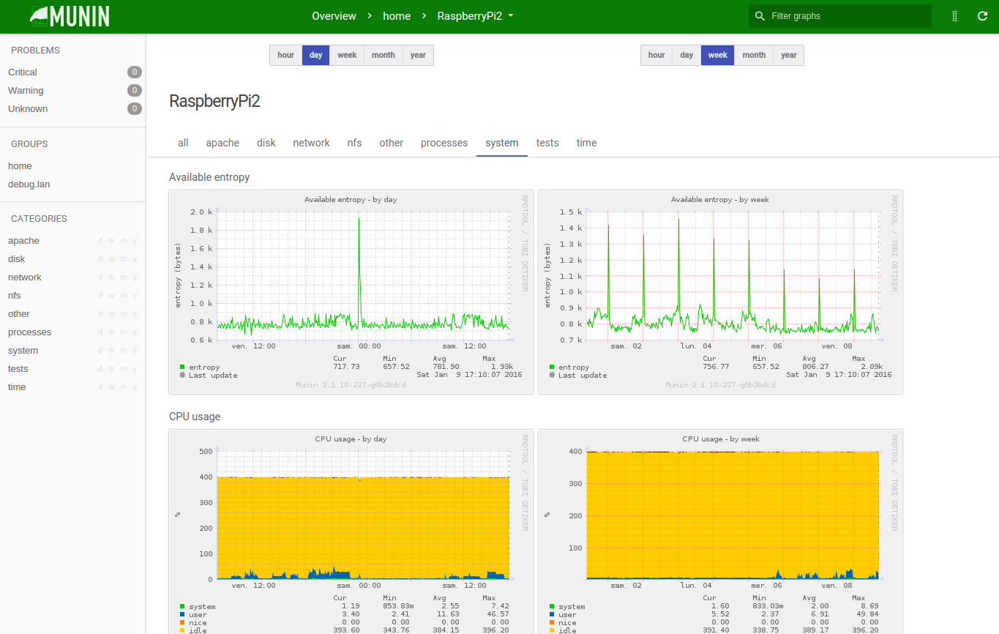 MUNIN
Overview > home > RaspberryPi2
Filter graphs
PROBLEMS
Critical 0
Warning 0
Unknown 0
GROUPS
home
debug.lan
CATEGORIES
apache d w m y
disk d w m y
network d w m y
nfs d w m y
other d w m y
processes d w m y
system d w m y
tests d w m y
time d w m y
hour day week month year
hour day week month year
RaspberryPi2
all apache disk network nfs other processes system tests time
Available entropy
Available entropy - by day
RRDTOOL / TOBI OETIKER
entropy (bytes)
2.0 k
1.8 k
1.6 k
1.4 k
1.2 k
1.0 k
0.8 k
0.6 k
ven. 12:00 sam. 00:00 sam. 12:00
Cur Min Avg Max
entropy 717.73 657.52 781.90 1.93k
Last update Sat Jan 9 17:10:07 2016
Munin 2.1.10-227-g0b2bdcd
Available entropy - by week
RRDTOOL / TOBI OETIKER
entropy (bytes)
1.5 k
1.4 k
1.3 k
1.2 k
1.1 k
1.0 k
0.9 k
0.8 k
0.7 k
sam. 02 lun. 04 mer. 06 ven. 08
Cur Min Avg Max
entropy 756.77 657.52 806.27 2.09k
Last update Sat Jan 9 17:10:07 2016
Munin 2.1.10-227-g0b2bdcd
CPU usage
CPU usage - by day
RRDTOOL / TOBI OETIKER
%
500
400
300
200
100
0
ven. 12:00 sam. 00:00 sam. 12:00
Cur Min Avg Max
system 1.19 853.83m 2.55 7.42
user 3.40 2.41 11.63 46.57
nice 0.00 0.00 0.00 0.00
idle 393.60 343.76 384.15 396.20
CPU usage - by week
RRDTOOL / TOBI OETIKER
%
400
300
200
100
sam. 02 lun. 04 mer. 06 ven. 08
Cur Min Avg Max
system 1.60 833.03m 2.00 8.69
user 5.52 2.37 6.91 49.84
nice 0.00 0.00 0.00 0.00
idle 391.40 338.75 389.17 396.20